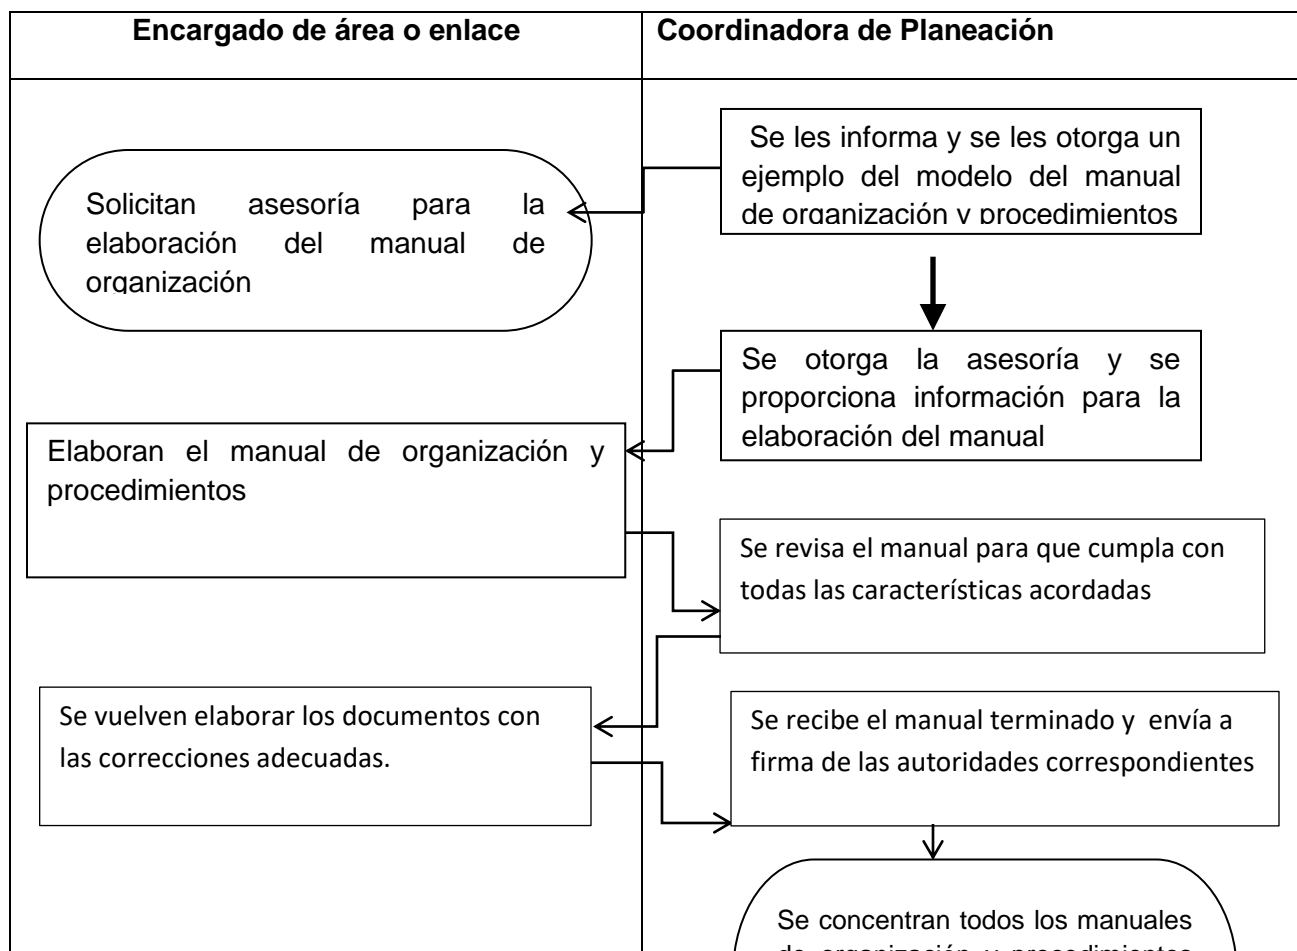 Encargado de área o enlace
Coordinadora de Planeación
Se les informa y se les otorga un
ejemplo del modelo del manual
de organización y procedimientos
Solicitan asesoría para la
elaboración del manual de
organización
Se otorga la asesoría y se
proporciona información para la
elaboración del manual
Elaboran el manual de organización y
procedimientos
Se revisa el manual para que cumpla con
todas las características acordadas
Se vuelven elaborar los documentos con
las correcciones adecuadas.
Se recibe el manual terminado y envía a
firma de las autoridades correspondientes
Se concentran todos los manuales
de organización y procedimientos